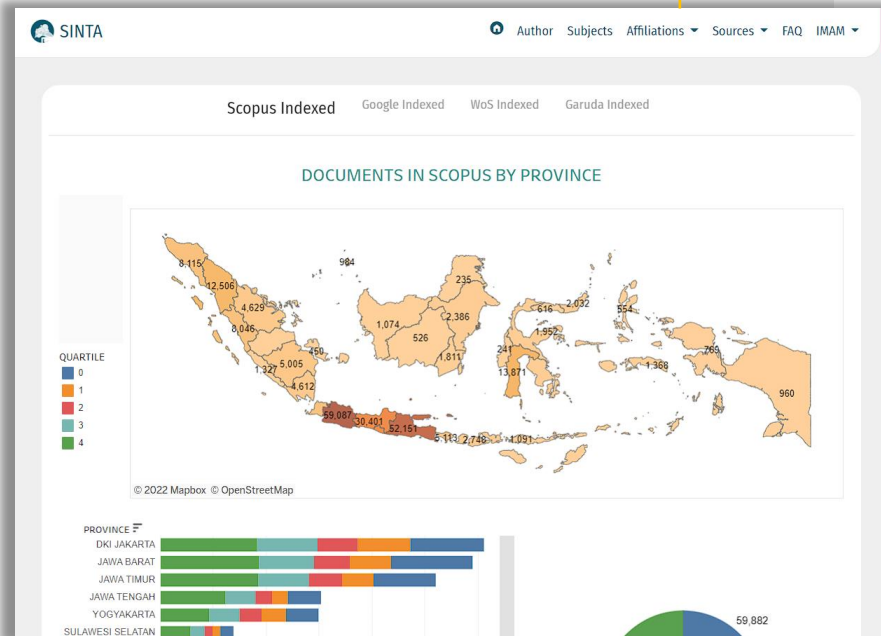 SINTA
Author Subjects Affiliations Sources FAQ IMAM
Scopus Indexed Google Indexed WoS Indexed Garuda Indexed
DOCUMENTS IN SCOPUS BY PROVINCE
8,115
12,506
4,629
8,046
1,327
5,005
450
4,612
984
235
1,074
2,386
526
1,811
616
2,032
1,952
241
13,871
554
769
1,368
960
59,087
30,401
52,151
5,113
2,748
1,091
QUARTILE
0
1
2
3
4
© 2022 Mapbox © OpenStreetMap
PROVINCE
DKI JAKARTA
JAWA BARAT
JAWA TIMUR
JAWA TENGAH
YOGYAKARTA
SULAWESI SELATAN
59,882